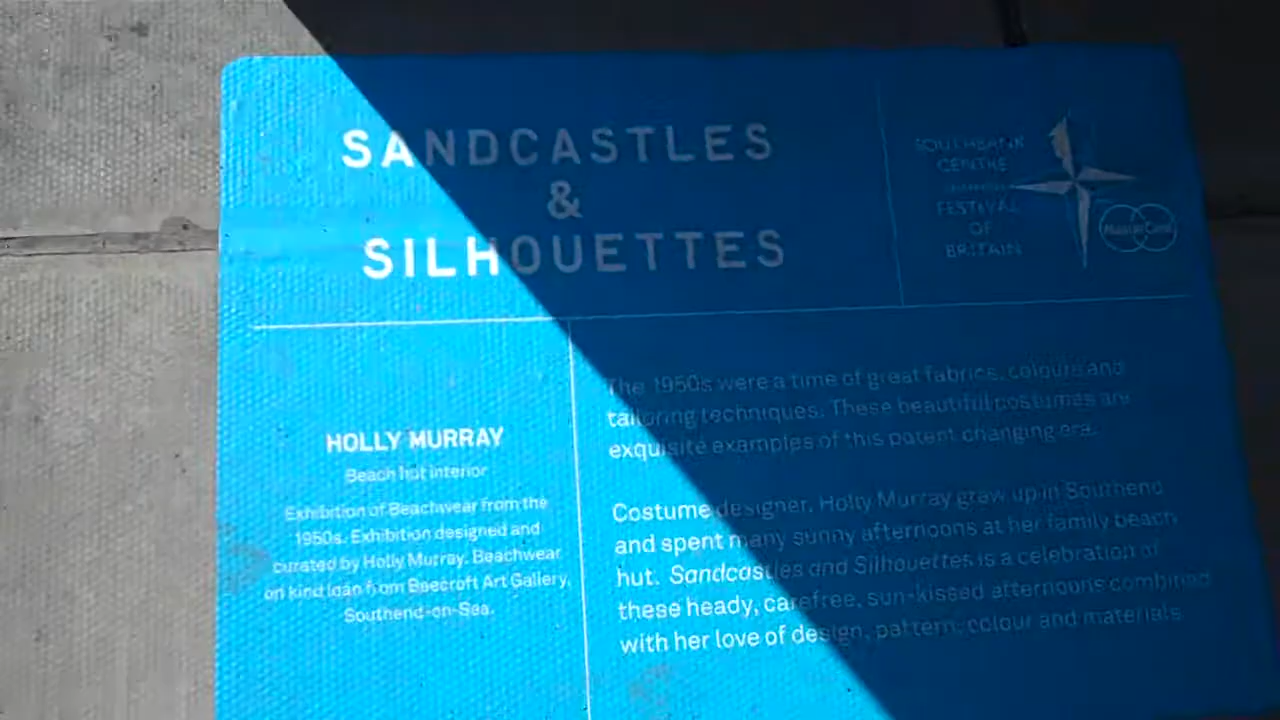 SANDCASTLES
&
SILHOUETTES
SOUTHBANK
CENTRE
FESTIVAL
OF
BRITAIN
MasterCard
HOLLY MURRAY
Beach hut interior
Exhibition of Beachwear from the
1950s. Exhibition designed and
curated by Holly Murray. Beachwear
on kind loan from Beecroft Art Gallery,
Southend-on-Sea.
The 1950s were a time of great fabrics, colours and
tailoring techniques. These beautiful costumes are
exquisite examples of this potent changing era.
Costume designer, Holly Murray grew up in Southend
and spent many sunny afternoons at her family beach
hut. Sandcastles and Silhouettes is a celebration of
these heady, carefree, sun-kissed afternoons combined
with her love of design, pattern, colour and materials